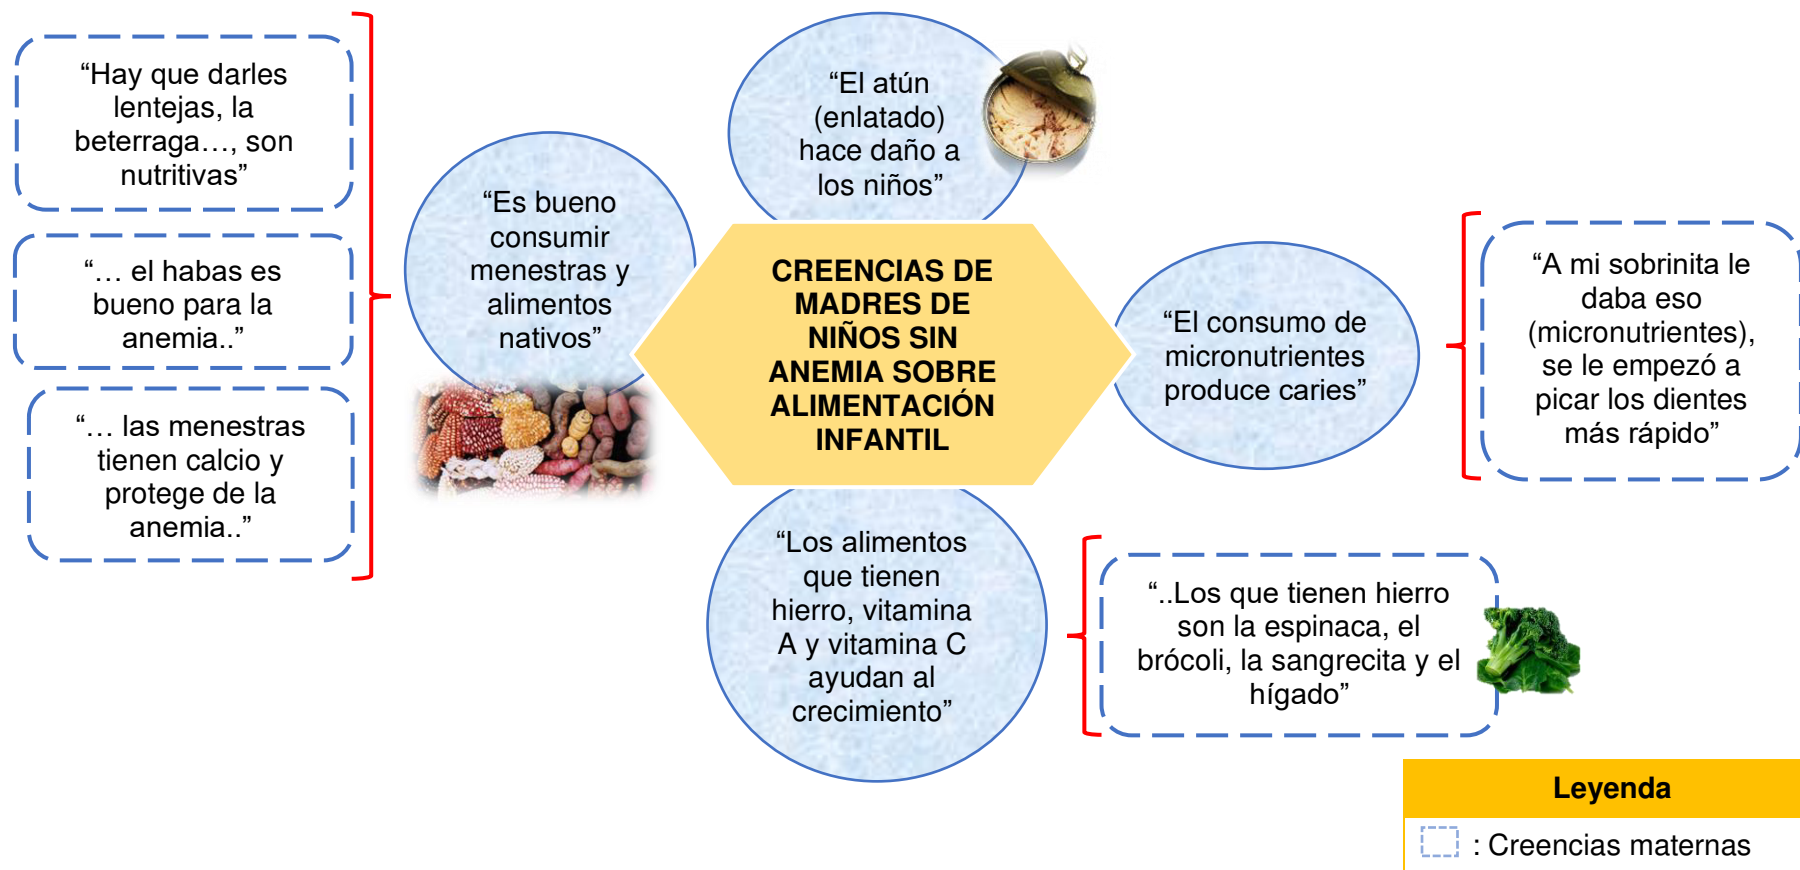 “Hay que darles
lentejas, la
beterraga…, son
nutritivas”
“… el habas es
bueno para la
anemia..”
“… las menestras
tienen calcio y
protege de la
anemia..”
“Es bueno
consumir
menestras y
alimentos
nativos”
“El atún
(enlatado)
hace daño a
los niños”
CREENCIAS DE
MADRES DE
NIÑOS SIN
ANEMIA SOBRE
ALIMENTACIÓN
INFANTIL
“El consumo de
micronutrientes
produce caries”
“A mi sobrinita le
daba eso
(micronutrientes),
se le empezó a
picar los dientes
más rápido”
“Los alimentos
que tienen
hierro, vitamina
A y vitamina C
ayudan al
crecimiento”
“..Los que tienen hierro
son la espinaca, el
brócoli, la sangrecita y el
hígado”
Leyenda
: Creencias maternas